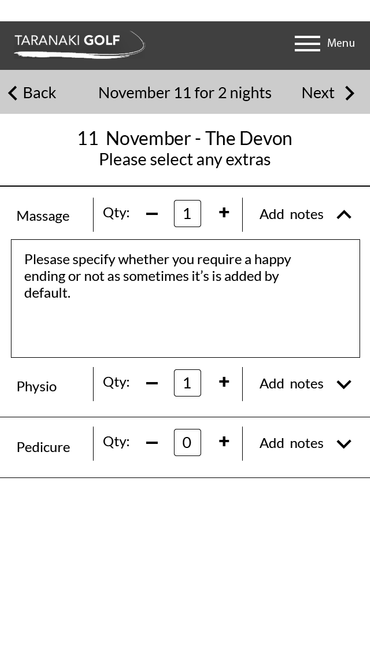 TARANAKI GOLF
Menu
Back November 11 for 2 nights Next
11 November - The Devon
Please select any extras
Massage Qty: − 1 + Add notes
Plesase specify whether you require a happy
ending or not as sometimes it’s is added by
default.
Physio Qty: − 1 + Add notes
Pedicure Qty: − 0 + Add notes